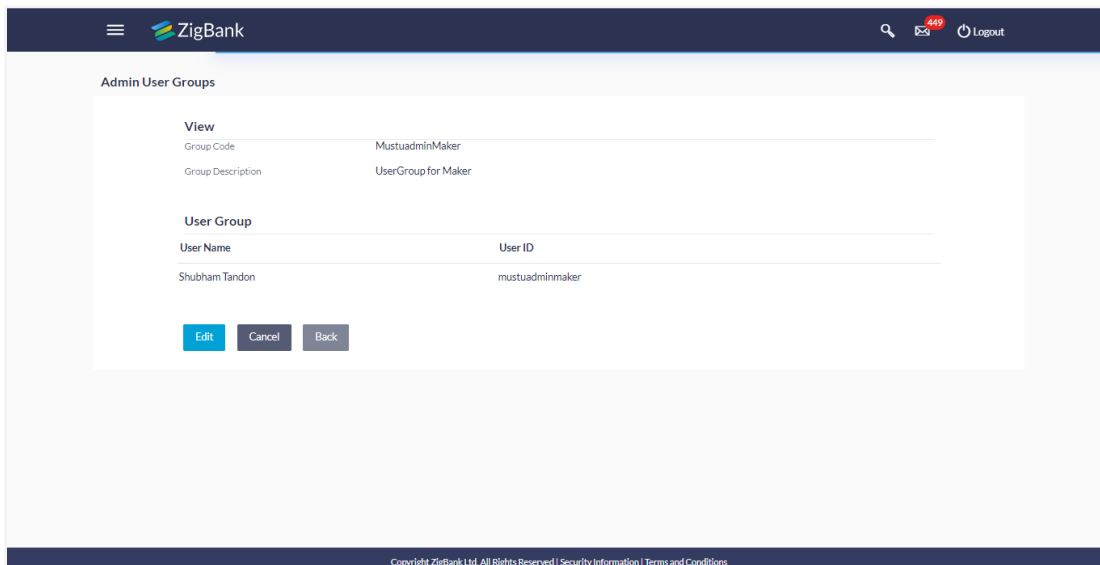 ZigBank 449 Logout
Admin User Groups
View
Group Code MustuadminMaker
Group Description UserGroup for Maker
User Group
User Name User ID
Shubham Tandon mustuadminmaker
Edit Cancel Back
Copyright ZigBank Ltd. All Rights Reserved | Security Information | Terms and Conditions